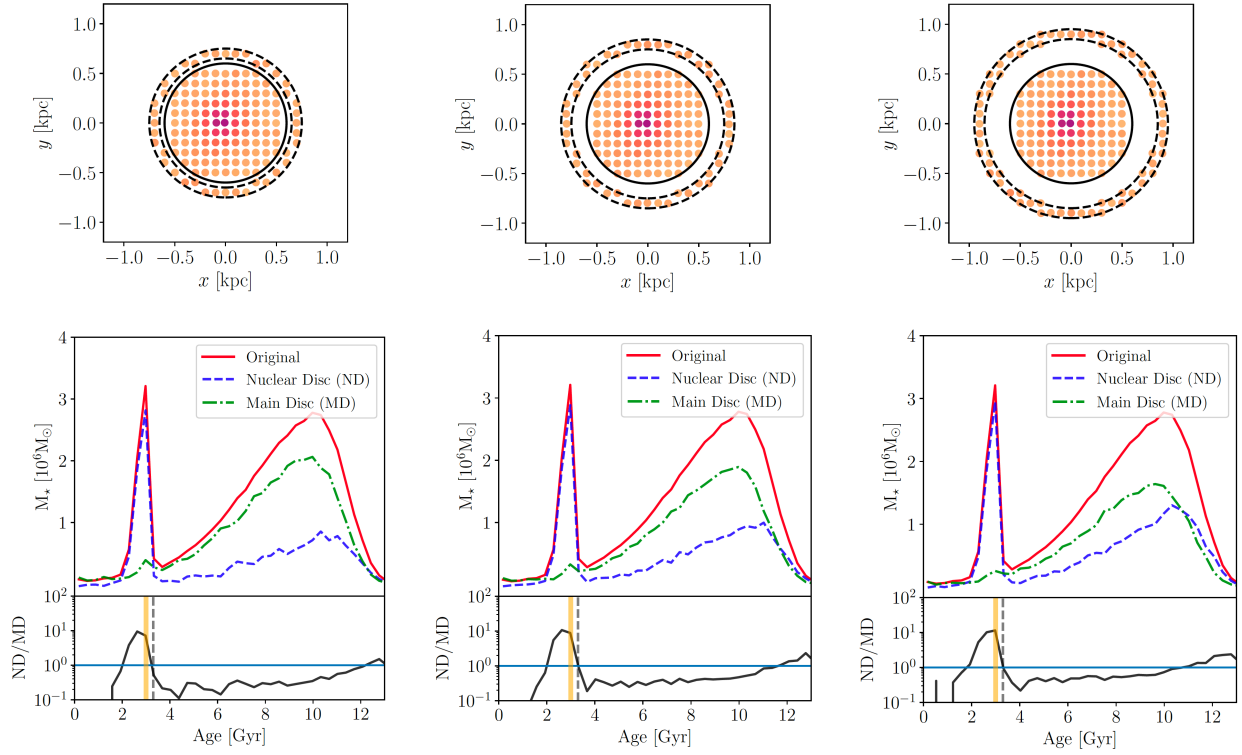 1.0
0.5
0.0
−0.5
−1.0
y [kpc]
−1.0 −0.5 0.0 0.5 1.0
x [kpc]
1.0
0.5
0.0
−0.5
−1.0
y [kpc]
−1.0 −0.5 0.0 0.5 1.0
x [kpc]
1.0
0.5
0.0
−0.5
−1.0
y [kpc]
−1.0 −0.5 0.0 0.5 1.0
x [kpc]
4
3
2
1
M⋆ [10⁶M⊙]
Original
Nuclear Disc (ND)
Main Disc (MD)
10²
10¹
10⁰
10⁻¹
ND/MD
0 2 4 6 8 10 12
Age [Gyr]
4
3
2
1
M⋆ [10⁶M⊙]
Original
Nuclear Disc (ND)
Main Disc (MD)
10²
10¹
10⁰
10⁻¹
ND/MD
0 2 4 6 8 10 12
Age [Gyr]
4
3
2
1
M⋆ [10⁶M⊙]
Original
Nuclear Disc (ND)
Main Disc (MD)
10²
10¹
10⁰
10⁻¹
ND/MD
0 2 4 6 8 10 12
Age [Gyr]